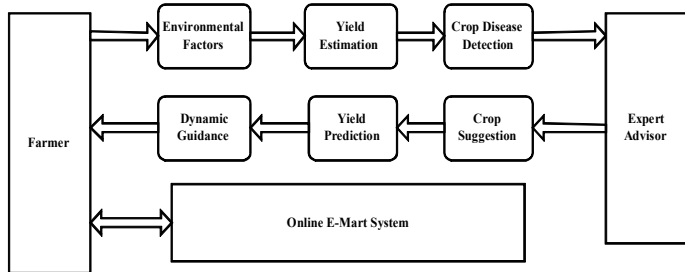 Environmental
Factors
Yield
Estimation
Crop Disease
Detection
Farmer
Dynamic
Guidance
Yield
Prediction
Crop
Suggestion
Expert
Advisor
Online E-Mart System